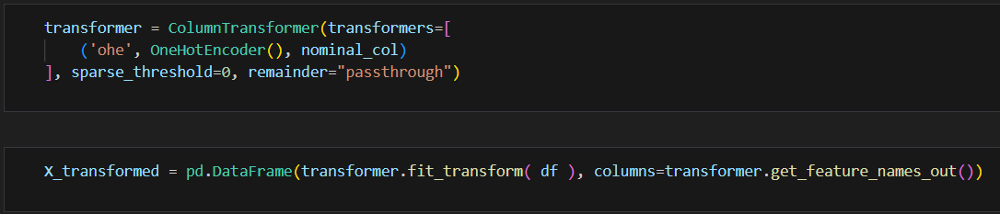 transformer = ColumnTransformer(transformers=[
    ('ohe', OneHotEncoder(), nominal_col)
], sparse_threshold=0, remainder="passthrough")
X_transformed = pd.DataFrame(transformer.fit_transform( df ), columns=transformer.get_feature_names_out())